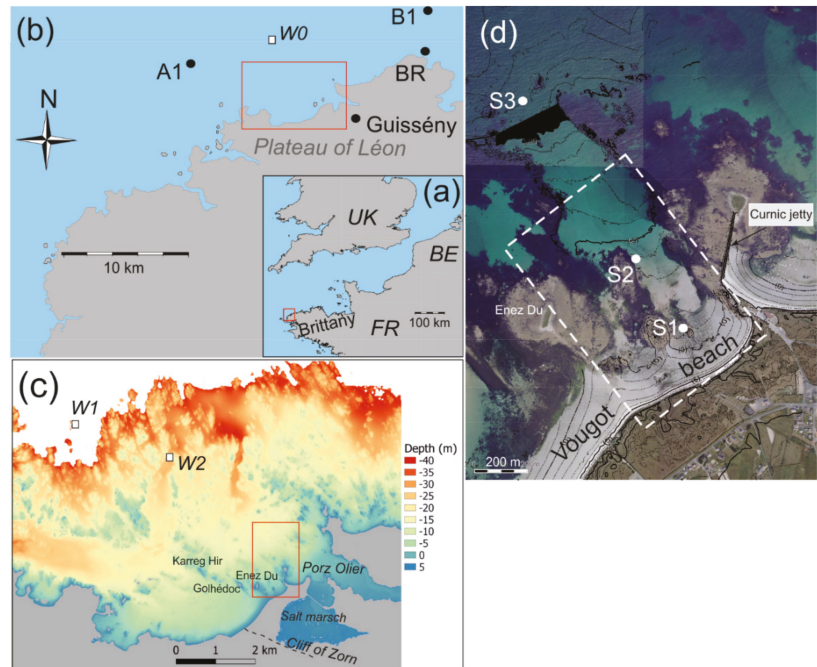 (b)
B1
W0
A1
BR
N
Guissény
Plateau of Léon
10 km
(a)
UK
BE
Brittany
FR
100 km
(c)
W1
W2
Depth (m)
-40
-35
-30
-25
-20
-15
-10
-5
0
5
Karreg Hir
Golhédoc
Enez Du
Porz Olier
Salt marsch
Cliff of Zorn
0 1 2 km
(d)
S3
Curnic jetty
S2
Enez Du
S1
Vougot beach
200 m